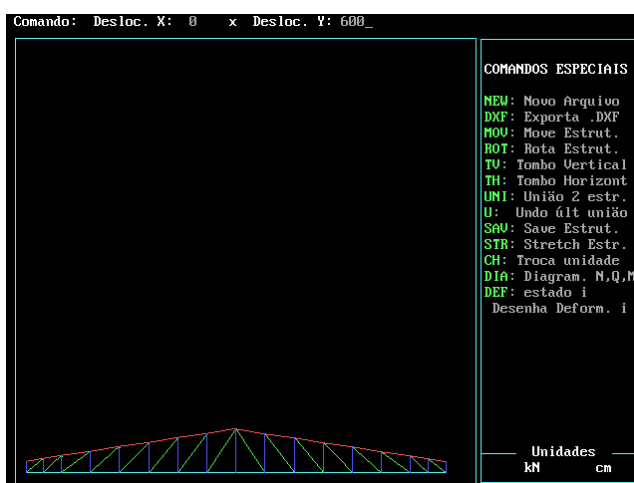 Comando: Desloc. X: 0 x Desloc. Y: 600_
COMANDOS ESPECIAIS
NEW: Novo Arquivo
DXF: Exporta .DXF
MOV: Move Estrut.
ROT: Rota Estrut.
TV: Tombo Vertical
TH: Tombo Horizont
UNI: Uniäo 2 estr.
U: Undo últ uniäo
SAV: Save Estrut.
STR: Stretch Estr.
CH: Troca unidade
DIA: Diagram. N,Q,M
DEF: estado i
Desenha Deform. i
Unidades
kN cm